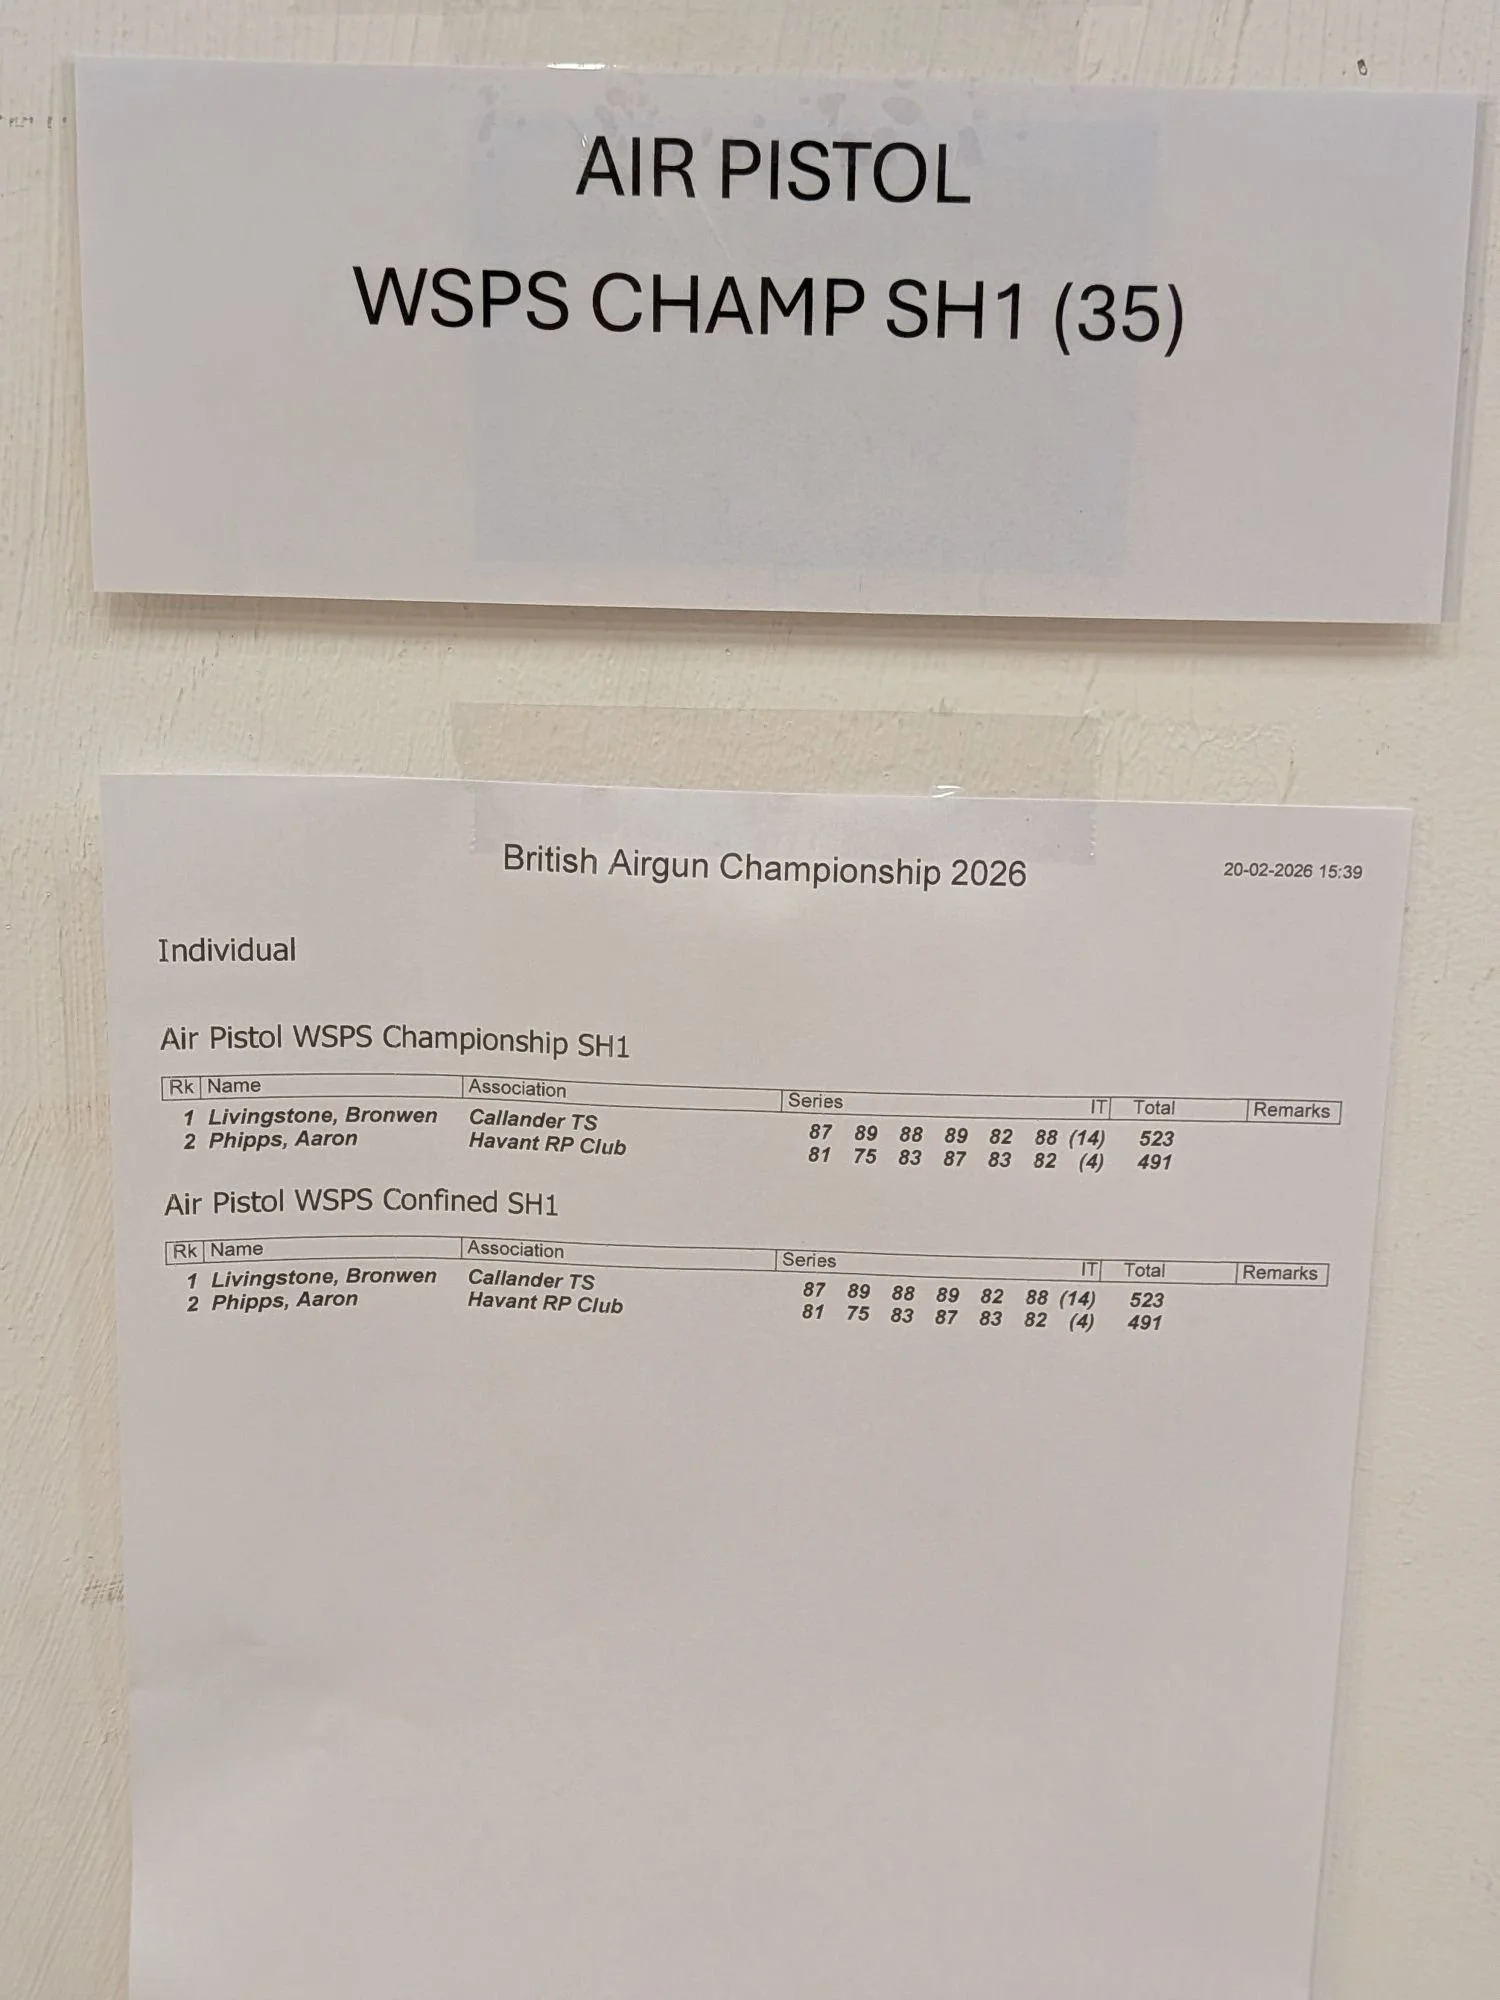 AIR PISTOL
WSPS CHAMP SH1 (35)
British Airgun Championship 2026 20-02-2026 15:39
Individual
Air Pistol WSPS Championship SH1
Rk Name Association Series IT Total Remarks
1 Livingstone, Bronwen Callander TS 87 89 88 89 82 88 (14) 523
2 Phipps, Aaron Havant RP Club 81 75 83 87 83 82 (4) 491
Air Pistol WSPS Confined SH1
Rk Name Association Series IT Total Remarks
1 Livingstone, Bronwen Callander TS 87 89 88 89 82 88 (14) 523
2 Phipps, Aaron Havant RP Club 81 75 83 87 83 82 (4) 491